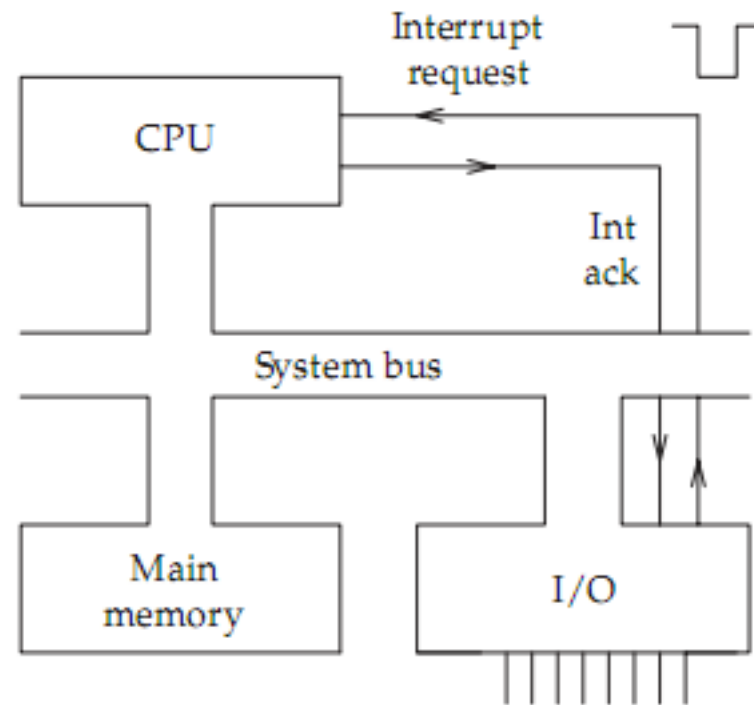 Interrupt
request
CPU
Int
ack
System bus
Main
memory
I/O